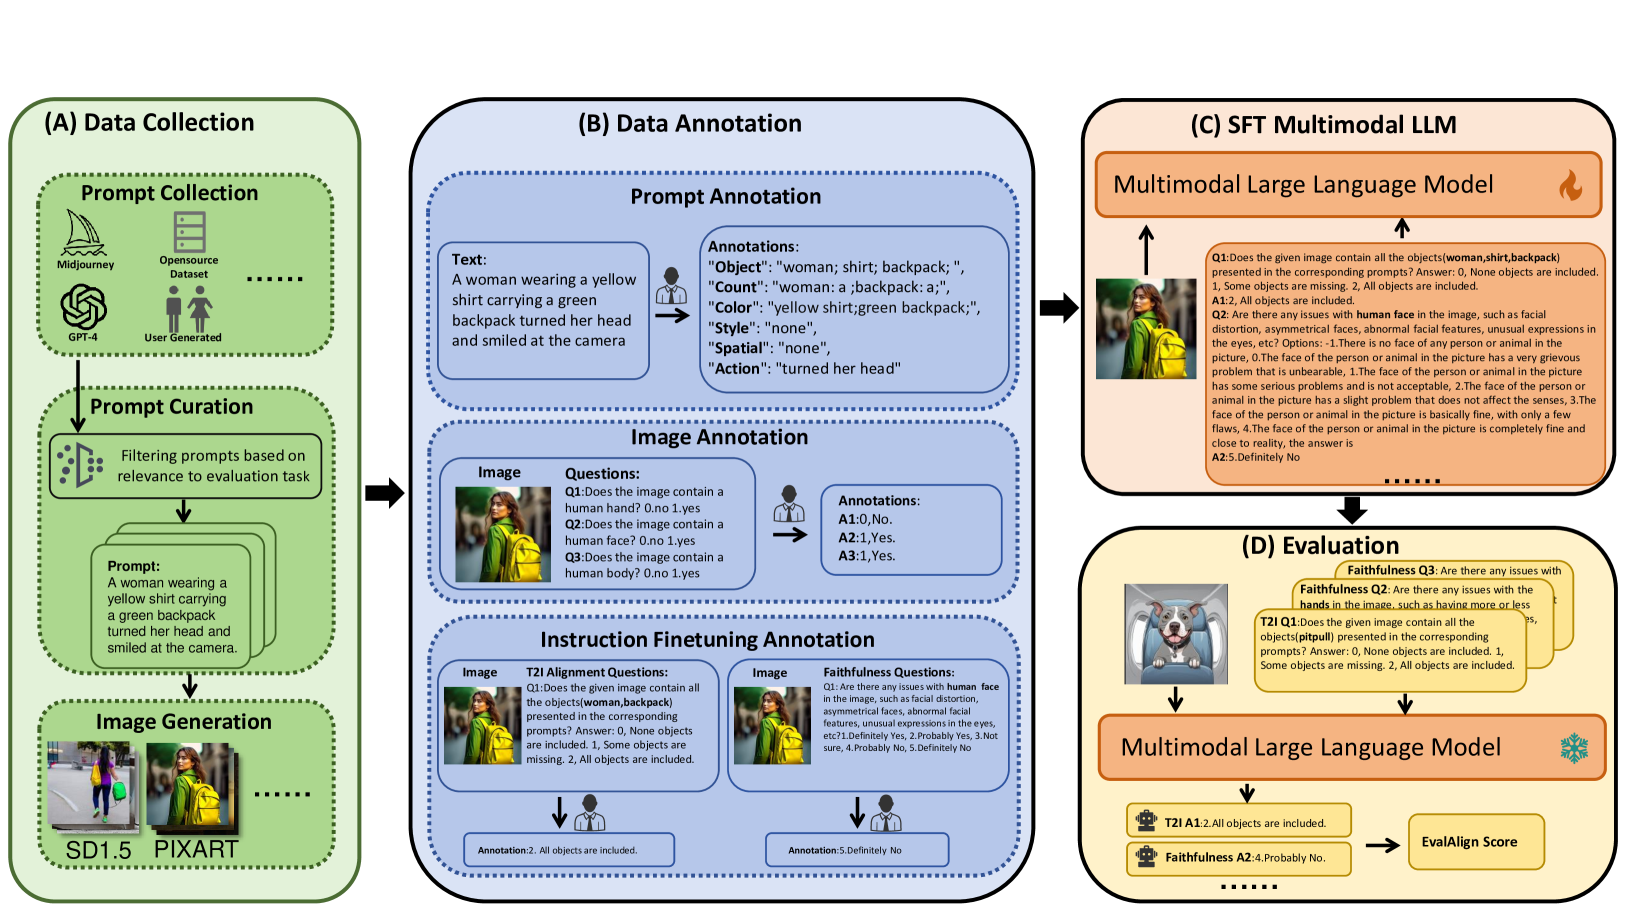 (A) Data Collection
Prompt Collection
Midjourney
Opensource
Dataset
......
GPT-4
User Generated
Prompt Curation
Filtering prompts based on
relevance to evaluation task
Prompt:
A woman wearing a
yellow shirt carrying
a green backpack
turned her head and
smiled at the camera.
Image Generation
......
SD1.5
PIXART
(B) Data Annotation
Prompt Annotation
Text:
A woman wearing a yellow
shirt carrying a green
backpack turned her head
and smiled at the camera
Annotations:
"Object": "woman; shirt; backpack; ",
"Count": "woman: a ;backpack: a;",
"Color": "yellow shirt;green backpack;",
"Style": "none",
"Spatial": "none",
"Action": "turned her head"
Image Annotation
Image
Questions:
Q1:Does the image contain a
human hand? 0.no 1.yes
Q2:Does the image contain a
human face? 0.no 1.yes
Q3:Does the image contain a
human body? 0.no 1.yes
Annotations:
A1:0,No.
A2:1,Yes.
A3:1,Yes.
Instruction Finetuning Annotation
Image
T2I Alignment Questions:
Q1:Does the given image contain all
the objects(woman,backpack)
presented in the corresponding
prompts? Answer: 0, None objects
are included. 1, Some objects are
missing. 2, All objects are included.
Annotation:2. All objects are included.
Image
Faithfulness Questions:
Q1: Are there any issues with human face
in the image, such as facial distortion,
asymmetrical faces, abnormal facial
features, unusual expressions in the eyes,
etc?1.Definitely Yes, 2.Probably Yes, 3.Not
sure, 4.Probably No, 5.Definitely No
Annotation:5.Definitely No
(C) SFT Multimodal LLM
Multimodal Large Language Model
Q1:Does the given image contain all the objects(woman,shirt,backpack)
presented in the corresponding prompts? Answer: 0, None objects are included.
1, Some objects are missing. 2, All objects are included.
A1:2, All objects are included.
Q2: Are there any issues with human face in the image, such as facial
distortion, asymmetrical faces, abnormal facial features, unusual expressions in
the eyes, etc? Options: -1.There is no face of any person or animal in the
picture, 0.The face of the person or animal in the picture has a very grievous
problem that is unbearable, 1.The face of the person or animal in the picture
has some serious problems and is not acceptable, 2.The face of the person or
animal in the picture has a slight problem that does not affect the senses, 3.The
face of the person or animal in the picture is basically fine, with only a few
flaws, 4.The face of the person or animal in the picture is completely fine and
close to reality, the answer is
A2:5.Definitely No
......
(D) Evaluation
Faithfulness Q3: Are there any issues with
Faithfulness Q2: Are there any issues with the
hands in the image, such as having more or less
T2I Q1:Does the given image contain all the
objects(pitpull) presented in the corresponding
prompts? Answer: 0, None objects are included. 1,
Some objects are missing. 2, All objects are included.
Multimodal Large Language Model
T2I A1:2.All objects are included.
Faithfulness A2:4.Probably No.
......
EvalAlign Score